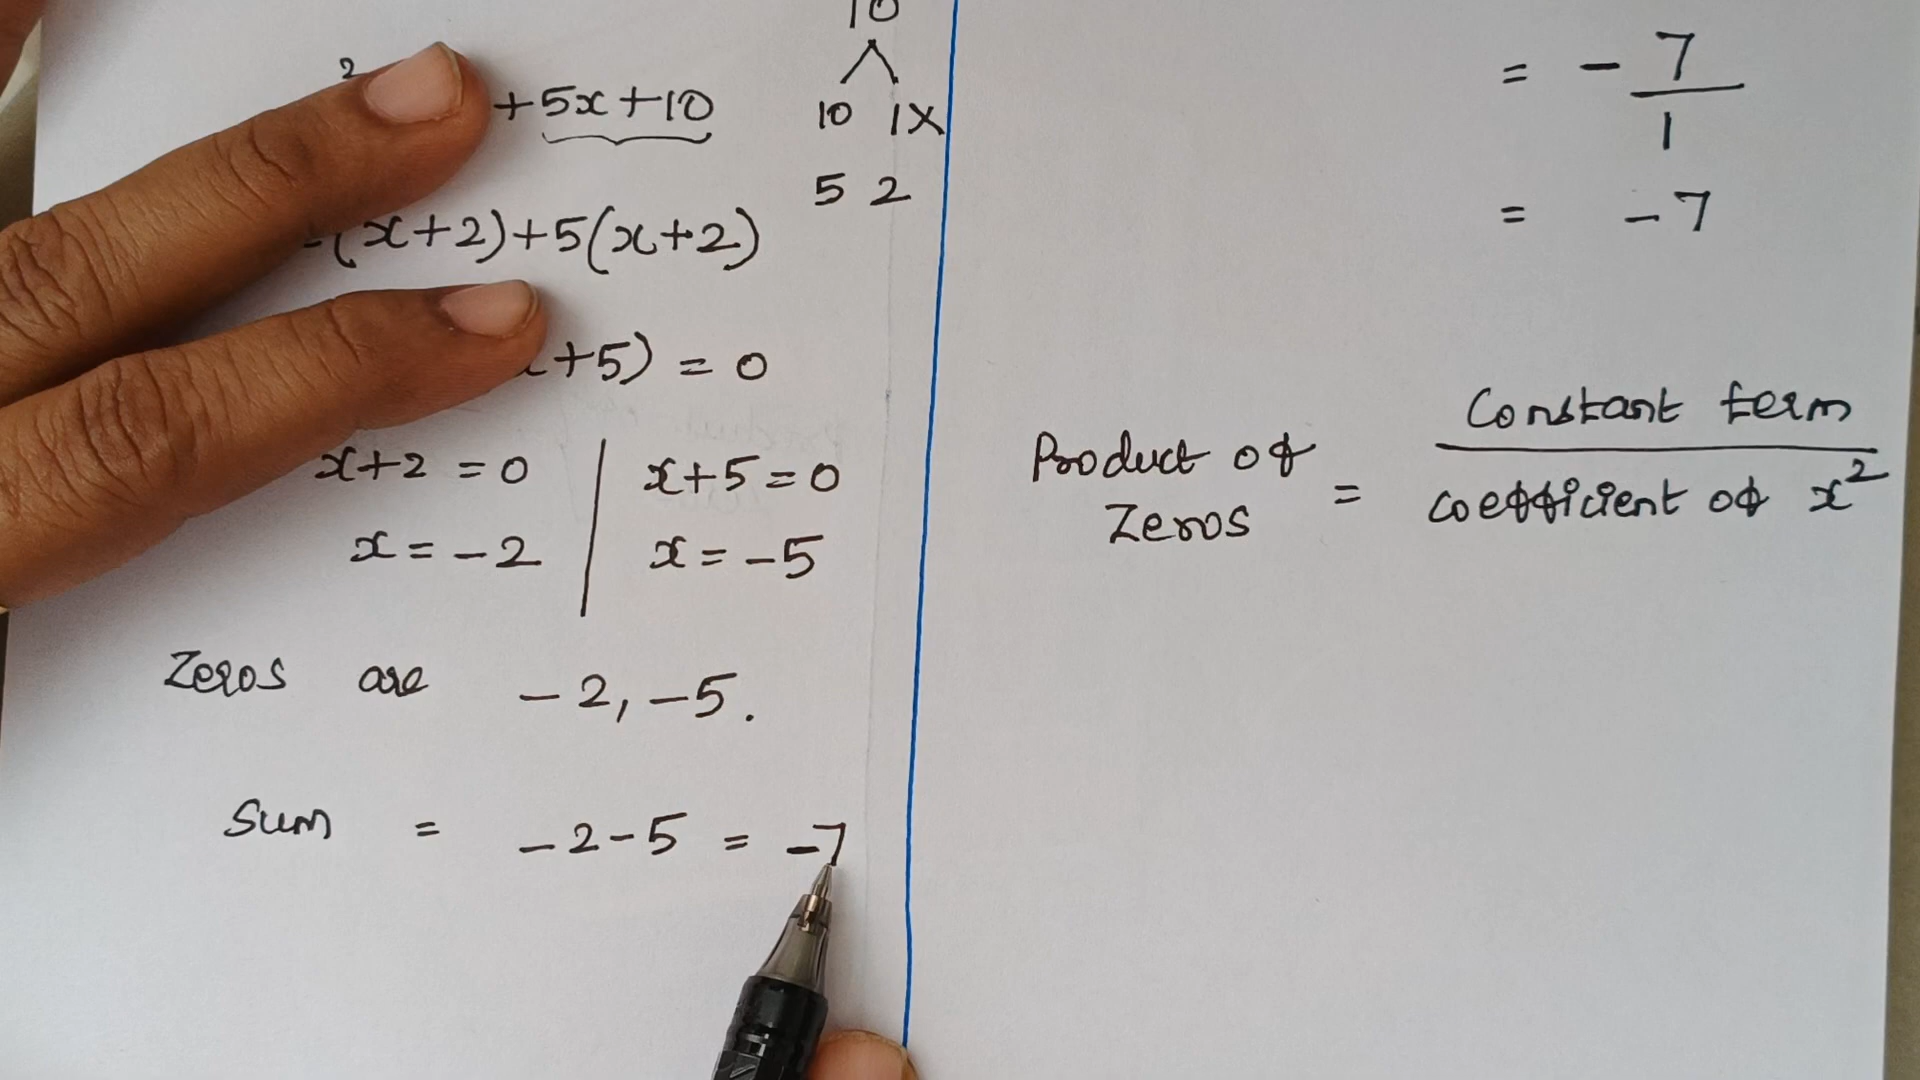 10
10 1 X
5 2
2 +5x+10
(x+2)+5(x+2)
+5) = 0
x+2 = 0 | x+5=0
x = -2 | x = -5
Zeros are -2, -5.
Sum = -2-5 = -7
= - 7/1
= -7
Product of Zeros = Constant term / coefficient of x²